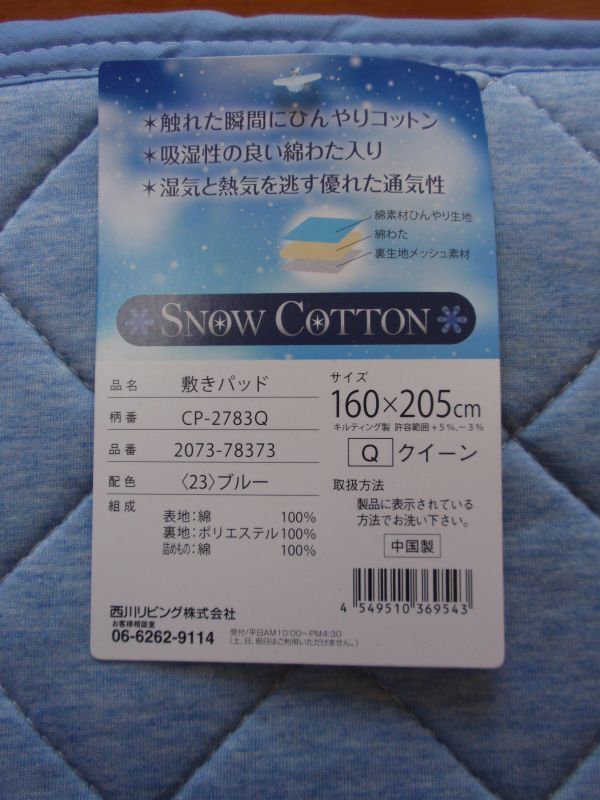 ＊触れた瞬間にひんやりコットン
＊吸湿性の良い綿わた入り
＊湿気と熱気を逃す優れた通気性
綿素材ひんやり生地
綿わた
裏生地メッシュ素材
SNOW COTTON
品名 敷きパッド
柄番 CP-2783Q
品番 2073-78373
配色 〈23〉ブルー
組成
表地：綿 100%
裏地：ポリエステル 100%
詰めもの：綿 100%
サイズ
160×205cm
キルティング製 許容範囲＋5%、−3%
Q クイーン
取扱方法
製品に表示されている
方法でお洗い下さい。
中国製
4 549510 369543
西川リビング株式会社
お客様相談室
06-6262-9114
受付/平日AM10:00〜PM4:30
(土、日、祝日はご利用いただけません。)